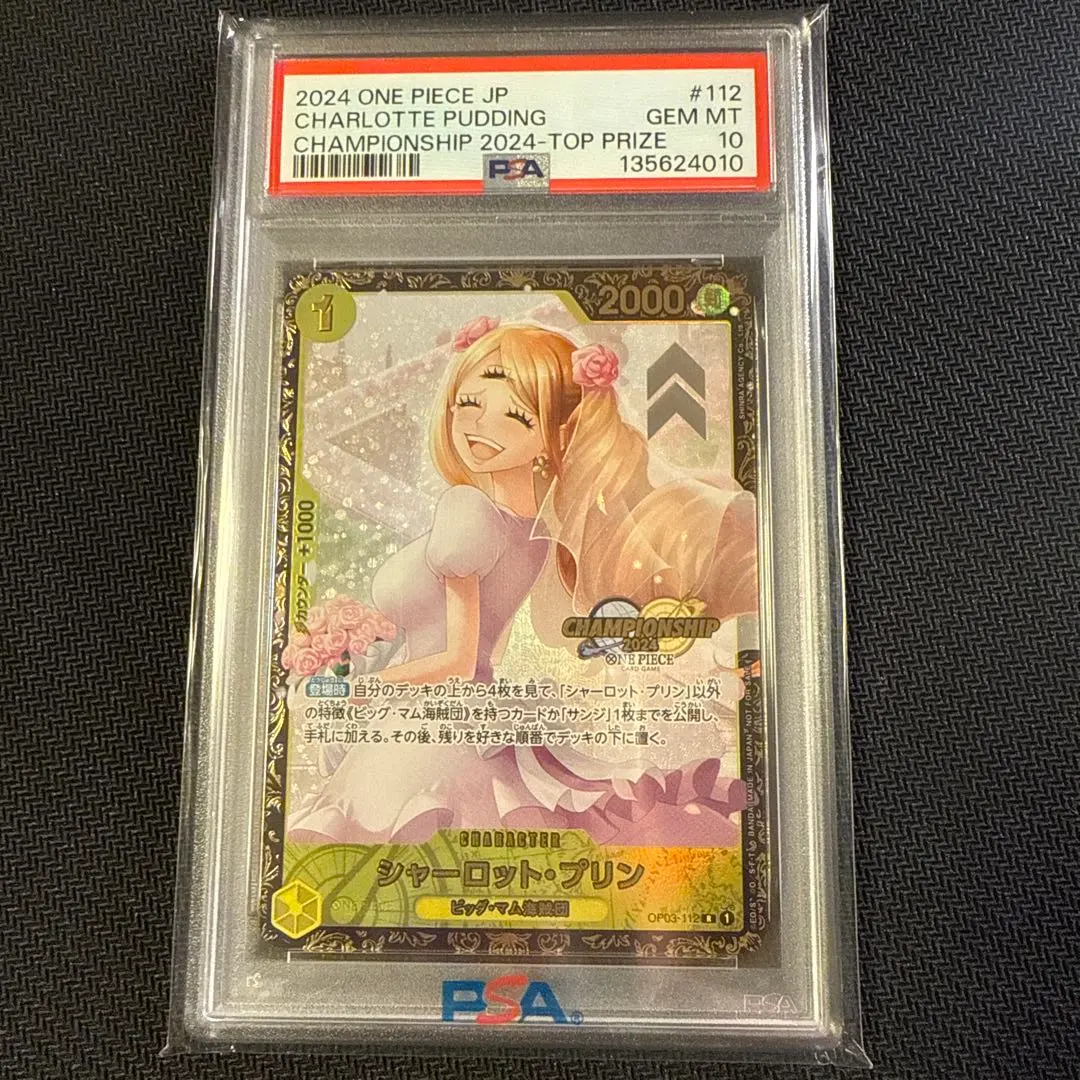 2024 ONE PIECE JP #112
CHARLOTTE PUDDING GEM MT
CHAMPIONSHIP 2024-TOP PRIZE 10
PSA 135624010
1
2000
カウンター +1000
CHAMPIONSHIP
2024
ONE PIECE
CARD GAME
登場時 自分のデッキの上から4枚を見て、「シャーロット・プリン」以外
の特徴《ビッグ・マム海賊団》を持つカードか「サンジ」1枚までを公開し、
手札に加える。その後、残りを好きな順番でデッキの下に置く。
CHARACTER
シャーロット・プリン
ビッグ・マム海賊団
OP03-112 R 1
PSA
PSA